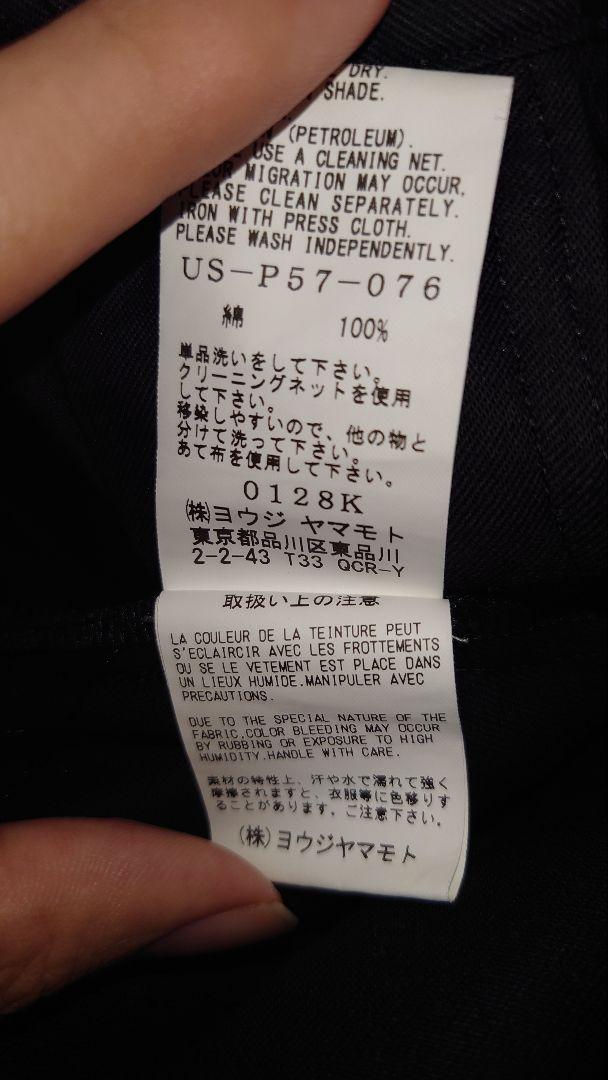 DRY.
SHADE.
(PETROLEUM).
USE A CLEANING NET.
MIGRATION MAY OCCUR.
PLEASE CLEAN SEPARATELY.
IRON WITH PRESS CLOTH.
PLEASE WASH INDEPENDENTLY.
US-P57-076
綿 100%
単品洗いをして下さい。
クリーニングネットを使用
して下さい。
移染しやすいので、他の物と
分けて洗って下さい。
あて布を使用して下さい。
0128K
㈱ヨウジ ヤマモト
東京都品川区東品川
2-2-43 T33 QCR-Y
取扱い上の注意
LA COULEUR DE LA TEINTURE PEUT
S'ECLAIRCIR AVEC LES FROTTEMENTS
OU SE LE VETEMENT EST PLACE DANS
UN LIEUX HUMIDE.MANIPULER AVEC
PRECAUTIONS.
DUE TO THE SPECIAL NATURE OF THE
FABRIC,COLOR BLEEDING MAY OCCUR
BY RUBBING OR EXPOSURE TO HIGH
HUMIDITY.HANDLE WITH CARE.
素材の特性上、汗や水で濡れて強く
摩擦されますと、衣服等に色移りす
ることがあります。ご注意下さい。
(株)ヨウジヤマモト